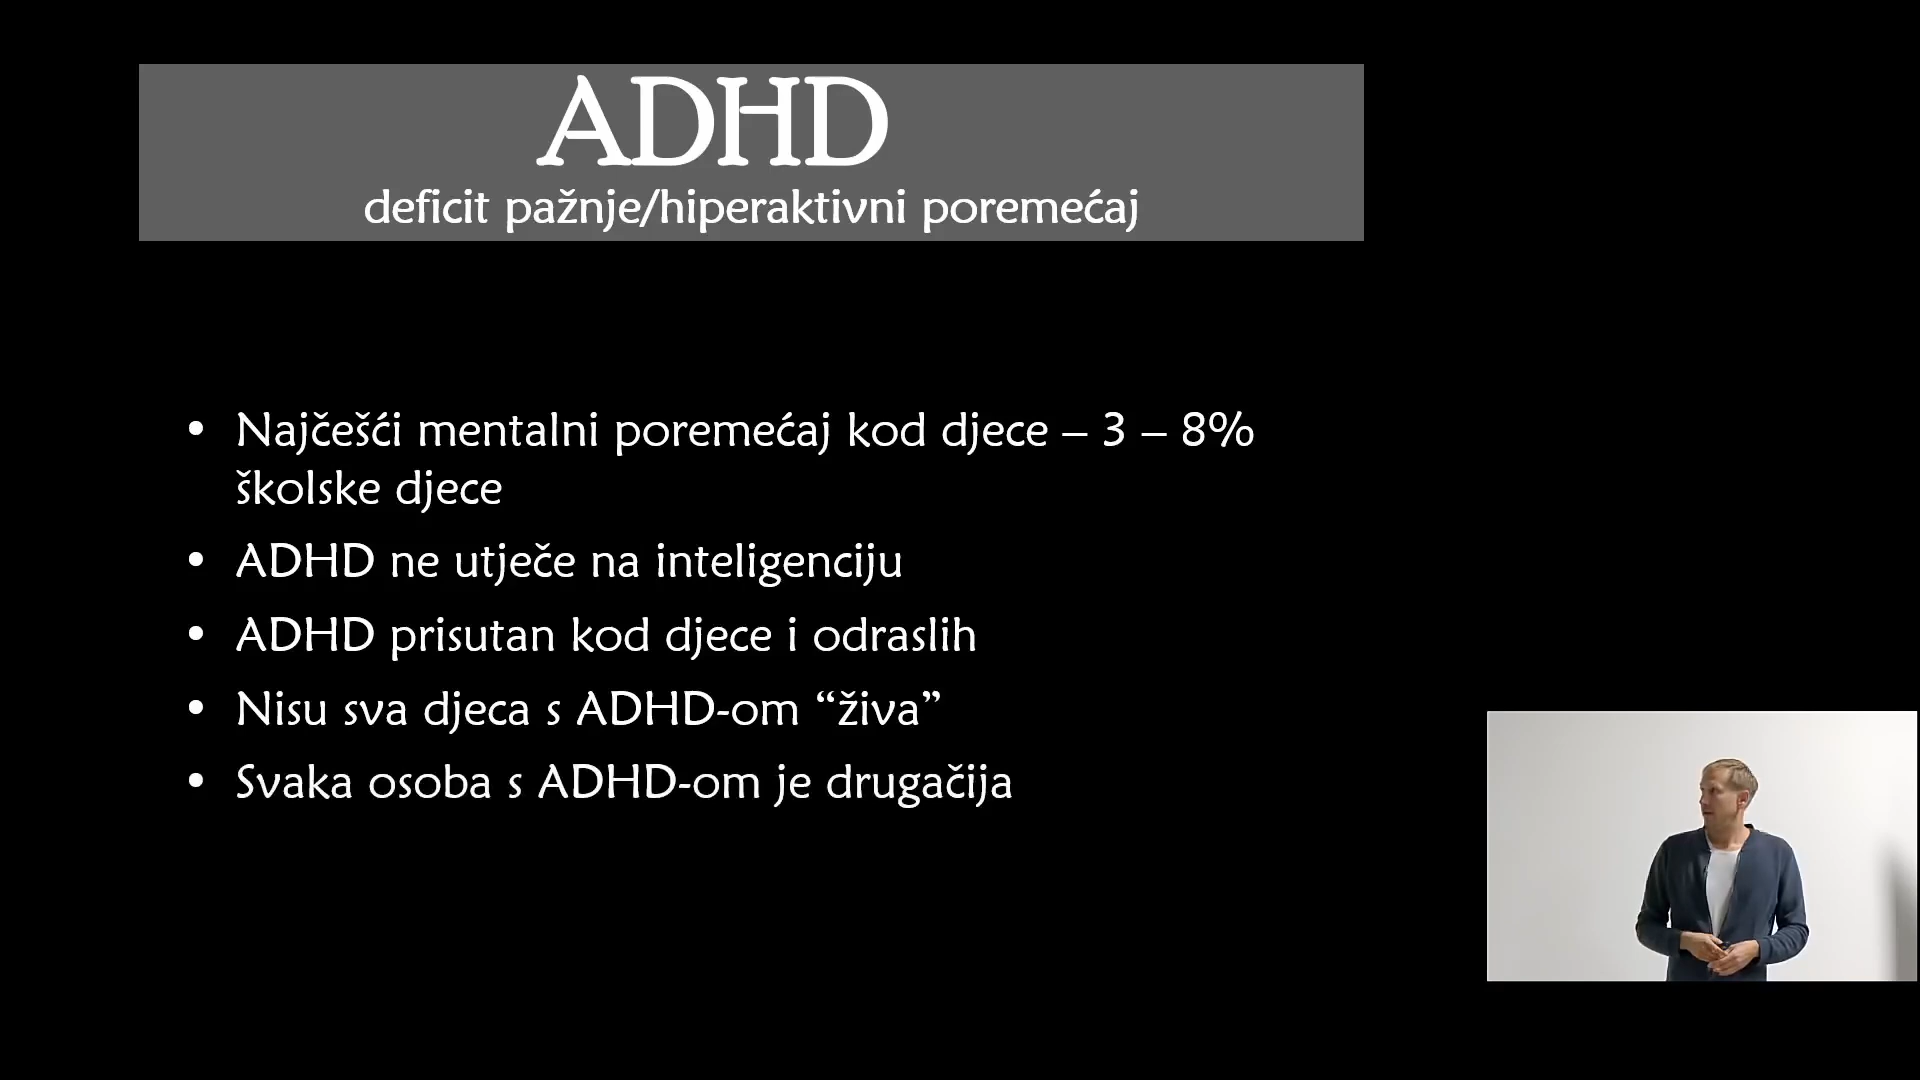 ADHD
deficit pažnje/hiperaktivni poremećaj
• Najčešći mentalni poremećaj kod djece – 3 – 8%
školske djece
• ADHD ne utječe na inteligenciju
• ADHD prisutan kod djece i odraslih
• Nisu sva djeca s ADHD-om “živa”
• Svaka osoba s ADHD-om je drugačija